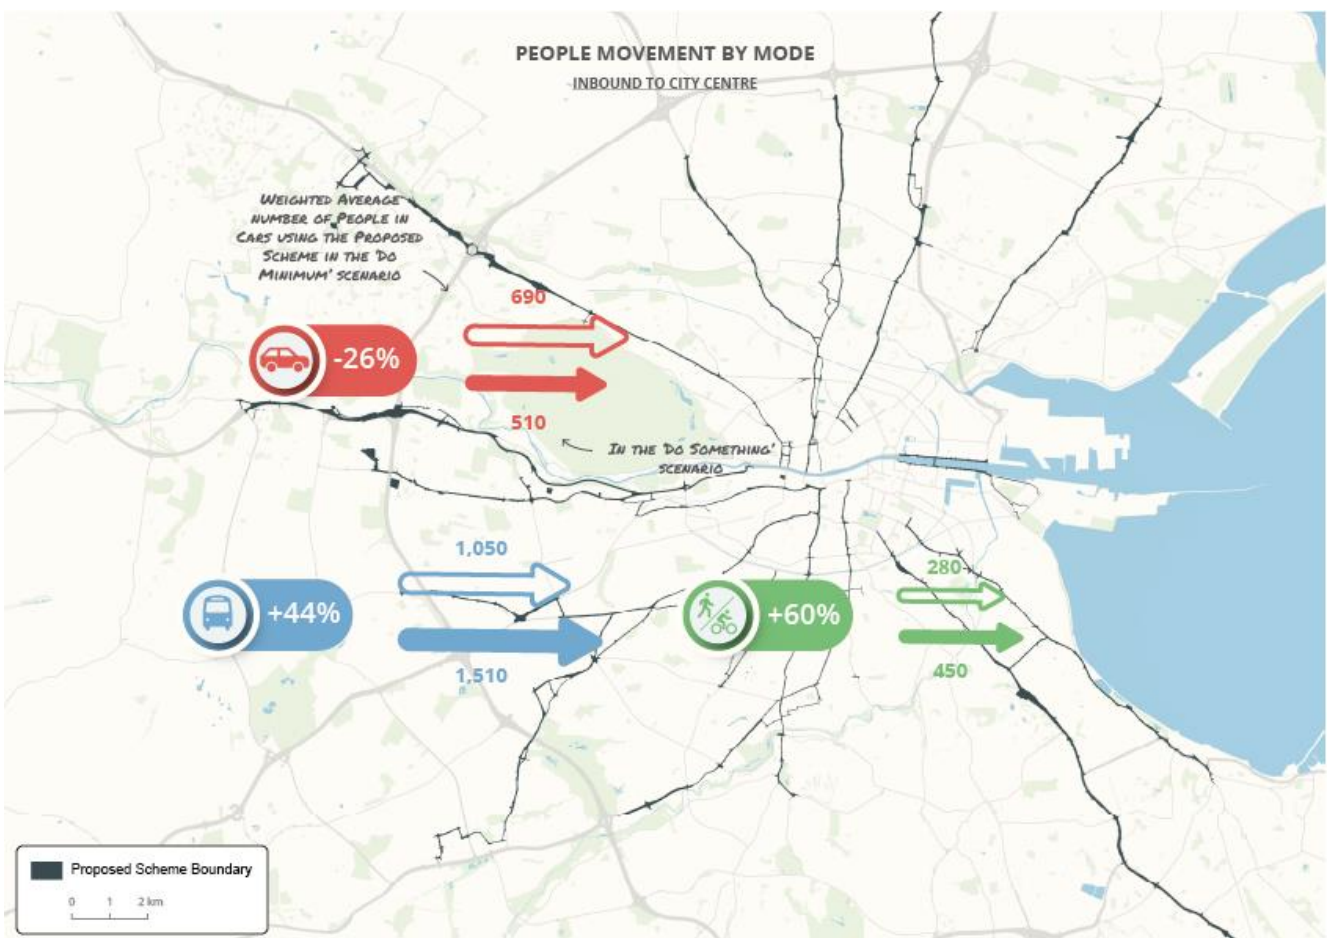 PEOPLE MOVEMENT BY MODE
INBOUND TO CITY CENTRE
WEIGHTED AVERAGE
NUMBER OF PEOPLE IN
CARS USING THE PROPOSED
SCHEME IN THE 'DO
MINIMUM' SCENARIO
690
-26%
510
IN THE 'DO SOMETHING'
SCENARIO
1,050
+44%
1,510
280
+60%
450
Proposed Scheme Boundary
0 1 2 km